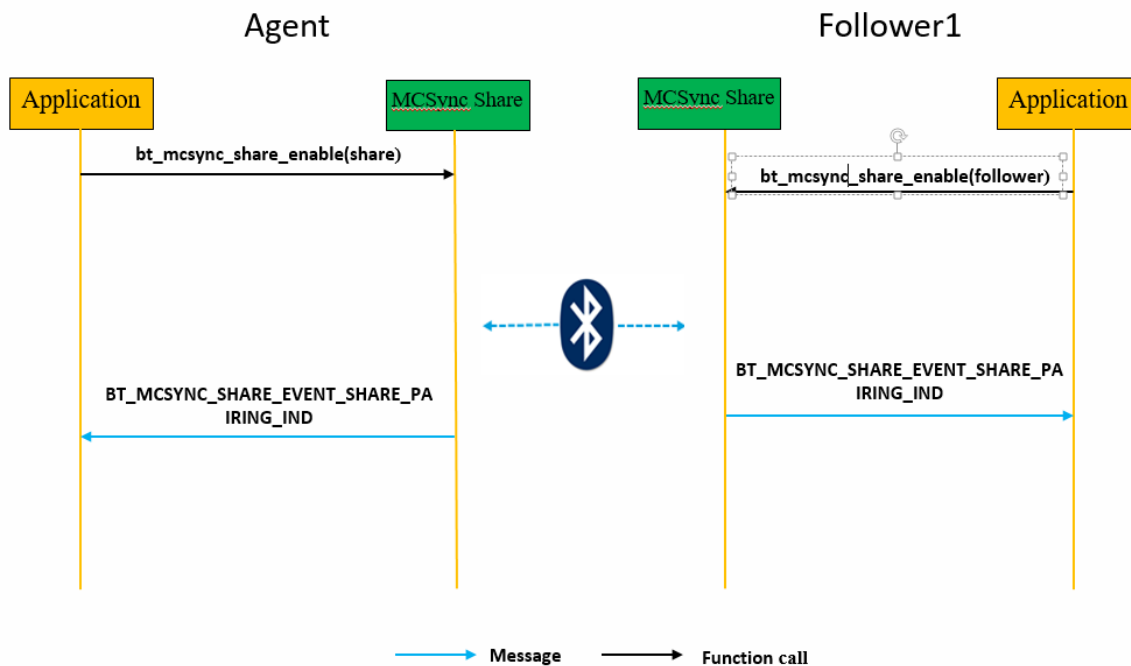 Agent
Follower1
Application
MCSync Share
MCSync Share
Application
bt_mcsync_share_enable(share)
bt_mcsync_share_enable(follower)
BT_MCSYNC_SHARE_EVENT_SHARE_PA
IRING_IND
BT_MCSYNC_SHARE_EVENT_SHARE_PA
IRING_IND
Message
Function call